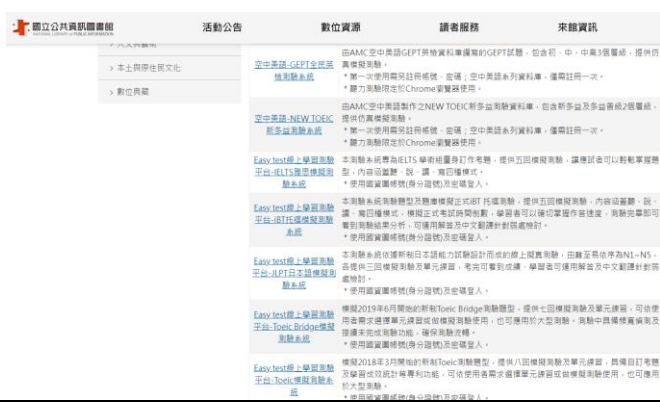 國立公共資訊圖書館
NATIONAL LIBRARY of PUBLIC INFORMATION
活動公告
數位資源
讀者服務
來館資訊
> 人文與藝術
> 本土與原住民文化
> 數位典藏
空中美語-GEPT全民英
檢測驗系統
由AMC空中美語GEPT英檢資料庫編寫的GEPT試題，包含初、中、中高3個層級，提供仿
真模擬測驗。
* 第一次使用需另註冊帳號、密碼；空中美語系列資料庫，僅需註冊一次。
* 聽力測驗限定於Chrome瀏覽器使用。
空中美語-NEW TOEIC
新多益測驗系統
由AMC空中美語製作之NEW TOEIC新多益測驗資料庫，包含新多益及多益普級2個層級，
提供仿真模擬測驗。
* 第一次使用需另註冊帳號、密碼；空中美語系列資料庫，僅需註冊一次。
* 聽力測驗限定於Chrome瀏覽器使用。
Easy test線上學習測驗
平台-IELTS雅思模擬測
驗系統
本測驗系統專為IELTS 學術組量身訂作考題，提供五回模擬測驗，讓應試者可以輕鬆掌握題
型，內容涵蓋聽、說、讀、寫四種模式。
* 使用國資圖帳號(身分證號)及密碼登入。
Easy test線上學習測驗
平台-iBT托福模擬測驗
系統
本測驗系統測驗題型及題庫模擬正式iBT 托福測驗，提供五回模擬測驗，內容涵蓋聽、說、
讀、寫四種模式，模擬正式考試時間倒數，學習者可以確切掌握作答速度，測驗完畢即可
看到測驗結果分析，可運用解答及中文翻譯針對弱處檢討。
* 使用國資圖帳號(身分證號)及密碼登入。
Easy test線上學習測驗
平台-JLPT日本語模擬測
驗系統
本測驗系統依據新制日本語能力試驗設計而成的線上擬真測驗，由難至易依序為N1~N5，
各提供三回模擬測驗及單元練習，考完可看到成績，學習者可運用解答及中文翻譯針對弱
處檢討。
* 使用國資圖帳號(身分證號)及密碼登入。
Easy test線上學習測驗
平台-Toeic Bridge模擬
測驗系統
模擬2019年6月開始的新制Toeic Bridge測驗題型，提供七回模擬測驗及單元練習，可依使
用者需求選擇單元練習或做模擬測驗使用，也可應用於大型測驗。測驗中具備頻寬偵測及
接續未完成測驗功能，確保測驗流暢。
* 使用國資圖帳號(身分證號)及密碼登入。
Easy test線上學習測驗
平台-Toeic模擬測驗系
統
模擬2018年3月開始的新制Toeic測驗題型，提供八回模擬測驗及單元練習，具備自訂考題
及學習成效統計等專利功能，可依使用者需求選擇單元練習或做模擬測驗使用，也可應用
於大型測驗。
* 使用國資圖帳號(身分證號)及密碼登入。